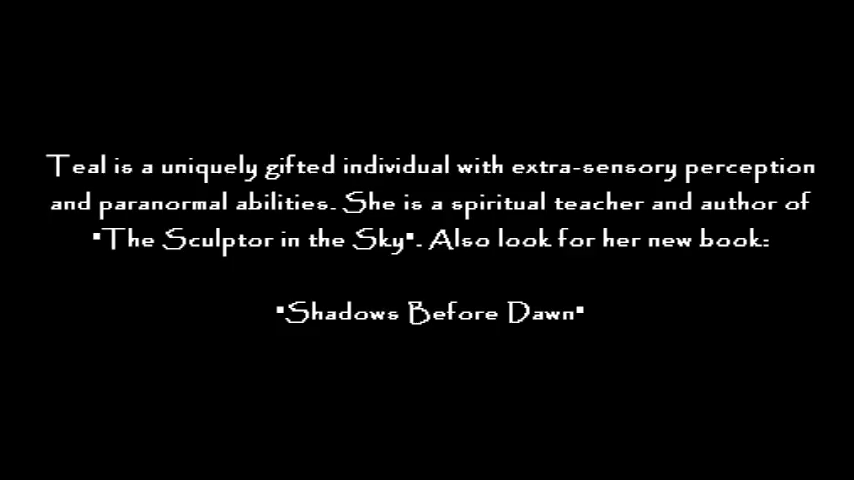 Teal is a uniquely gifted individual with extra-sensory perception
and paranormal abilities. She is a spiritual teacher and author of
"The Sculptor in the Sky". Also look for her new book:
"Shadows Before Dawn"